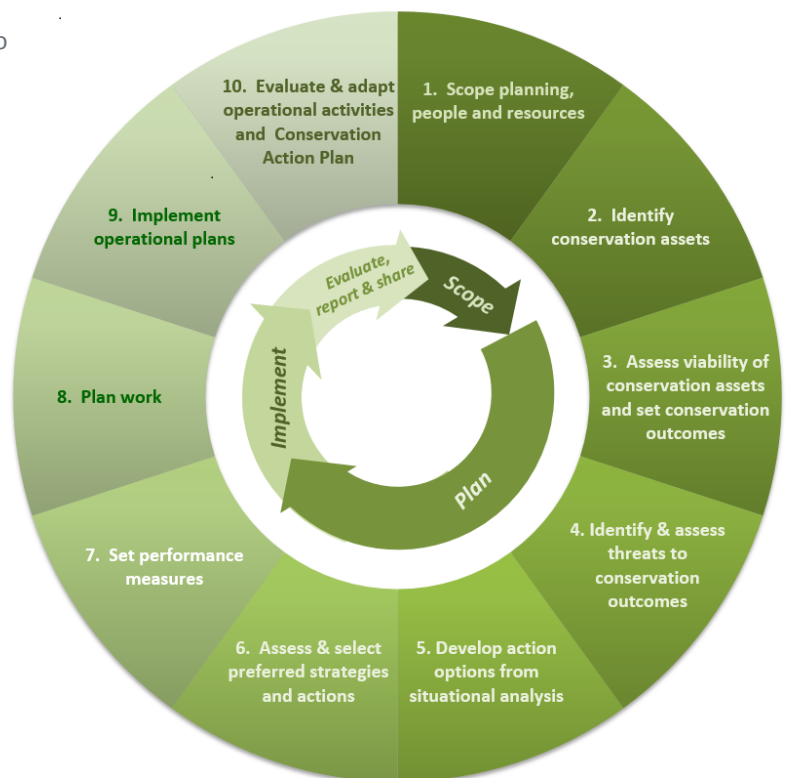 1. Scope planning,
people and resources
2. Identify
conservation assets
3. Assess viability of
conservation assets
and set conservation
outcomes
4. Identify & assess
threats to
conservation
outcomes
5. Develop action
options from
situational analysis
6. Assess & select
preferred strategies
and actions
7. Set performance
measures
8. Plan work
9. Implement
operational plans
10. Evaluate & adapt
operational activities
and Conservation
Action Plan
Scope
Plan
Implement
Evaluate,
report & share